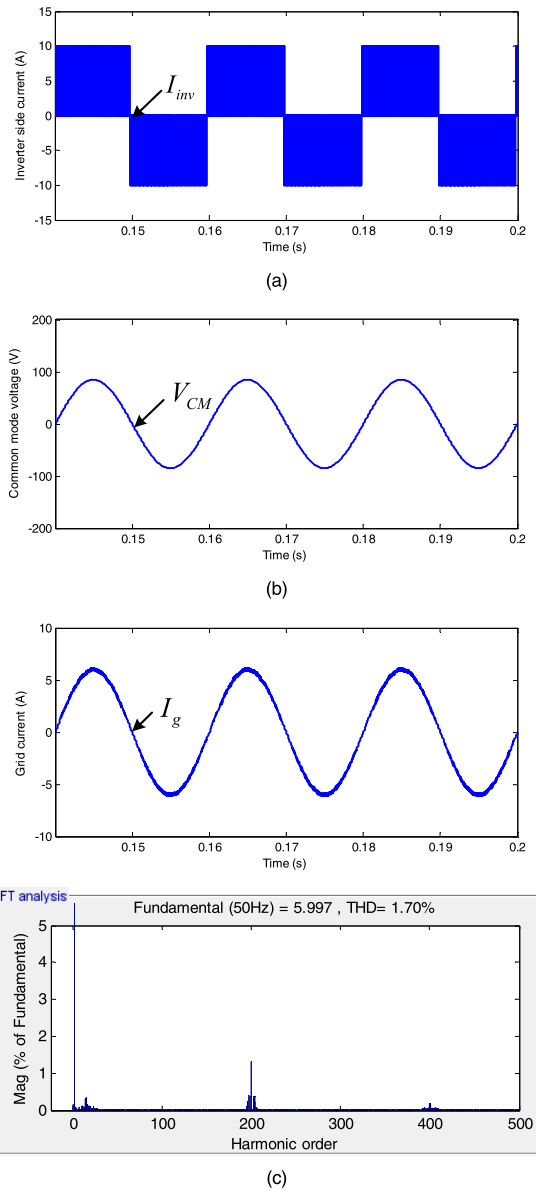 15
10
5
0
-5
-10
-15
Inverter side current (A)
I_inv
0.15 0.16 0.17 0.18 0.19 0.2
Time (s)
(a)
200
100
0
-100
-200
Common mode voltage (V)
V_CM
0.15 0.16 0.17 0.18 0.19 0.2
Time (s)
(b)
10
5
0
-5
-10
Grid current (A)
I_g
0.15 0.16 0.17 0.18 0.19 0.2
Time (s)
FT analysis
Fundamental (50Hz) = 5.997 , THD= 1.70%
5
4
3
2
1
0
Mag (% of Fundamental)
0 100 200 300 400 500
Harmonic order
(c)